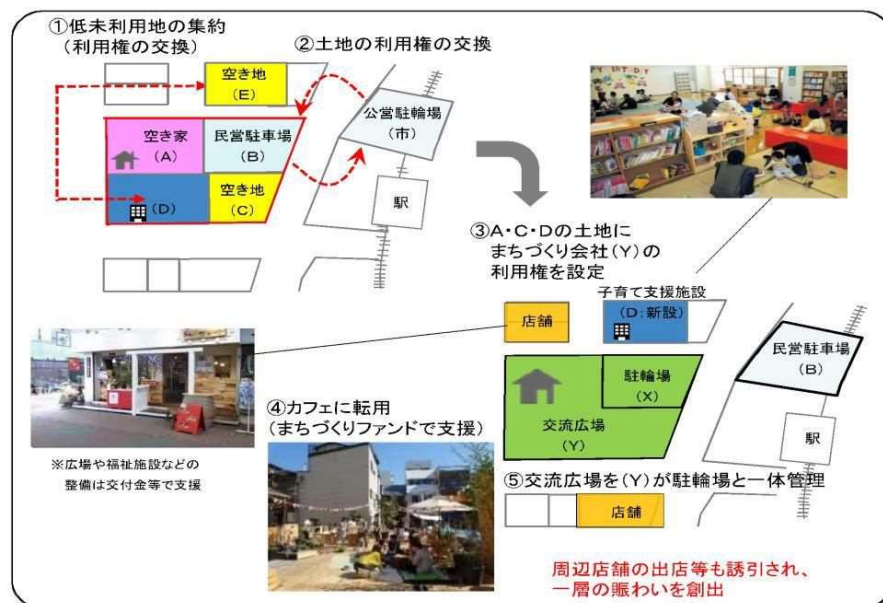 ①低未利用地の集約
(利用権の交換)
②土地の利用権の交換
空き地
(E)
公営駐輪場
(市)
空き家
(A)
民営駐車場
(B)
(D)
空き地
(C)
駅
③A・C・Dの土地に
まちづくり会社(Y)の
利用権を設定
子育て支援施設
(D:新設)
店舗
民営駐車場
(B)
駐輪場
(X)
交流広場
(Y)
駅
④カフェに転用
(まちづくりファンドで支援)
※広場や福祉施設などの
整備は交付金等で支援
⑤交流広場を(Y)が駐輪場と一体管理
店舗
周辺店舗の出店等も誘引され、
一層の賑わいを創出